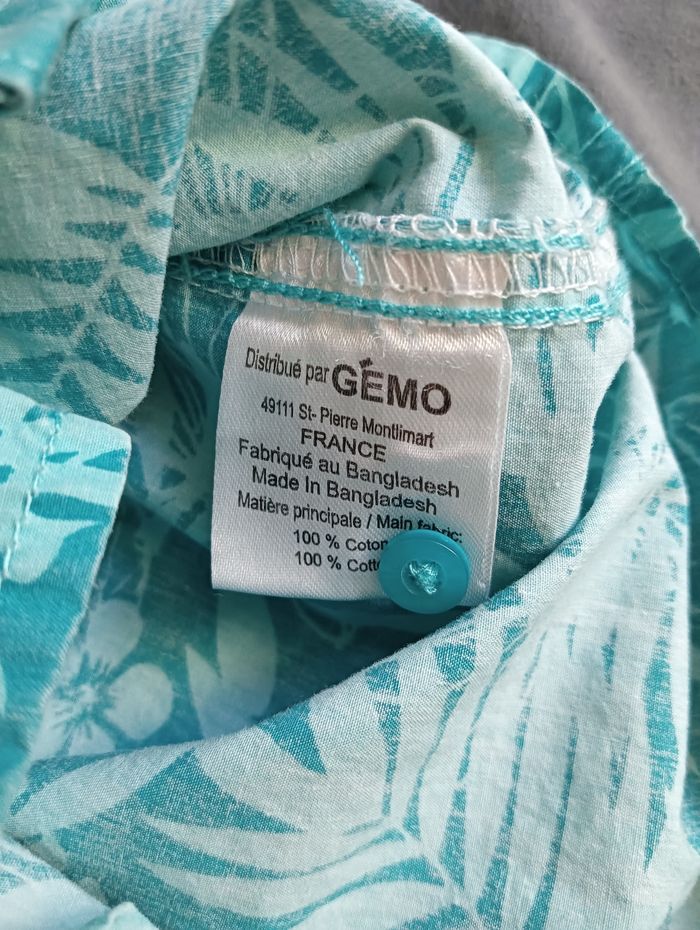 Distribué par GÉMO
49111 St- Pierre Montlimart
FRANCE
Fabriqué au Bangladesh
Made In Bangladesh
Matière principale / Main fabric:
100 % Coton
100 %